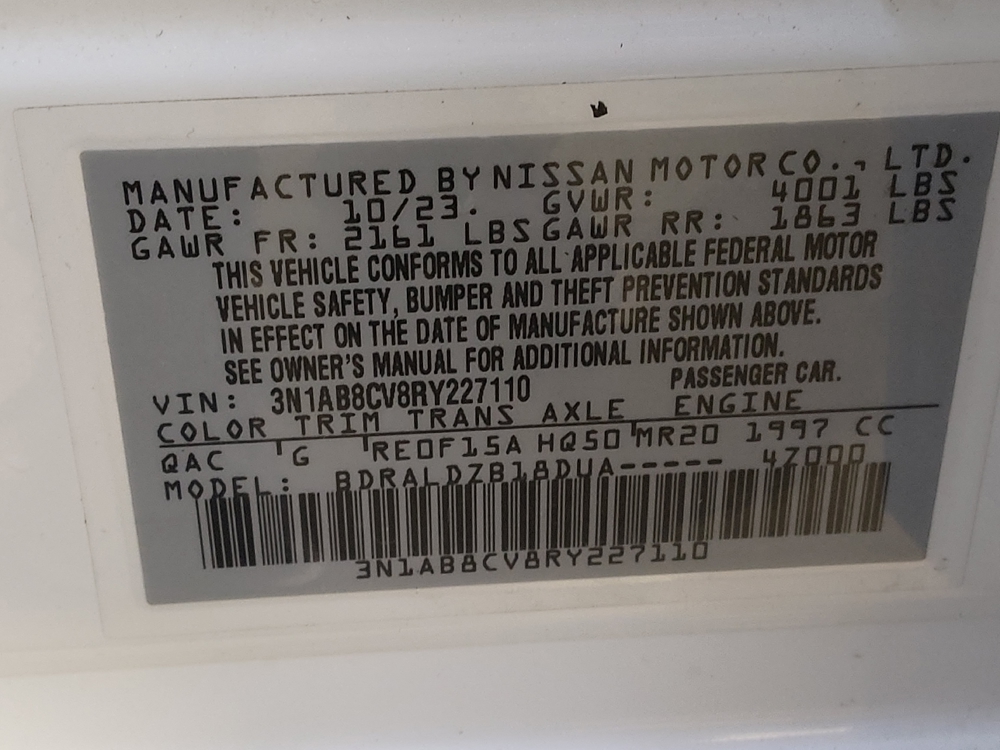 MANUFACTURED BY NISSAN MOTOR CO., LTD.
DATE: 10/23. GVWR: 4001 LBS
GAWR FR: 2161 LBS GAWR RR: 1863 LBS
THIS VEHICLE CONFORMS TO ALL APPLICABLE FEDERAL MOTOR
VEHICLE SAFETY, BUMPER AND THEFT PREVENTION STANDARDS
IN EFFECT ON THE DATE OF MANUFACTURE SHOWN ABOVE.
SEE OWNER'S MANUAL FOR ADDITIONAL INFORMATION.
VIN: 3N1AB8CV8RY227110 PASSENGER CAR.
COLOR TRIM TRANS AXLE ENGINE
QAC G RE0F15A HQ50 MR20 1997 CC
MODEL: BDRALDZB18DUA----- 4Z000
3N1AB8CV8RY227110